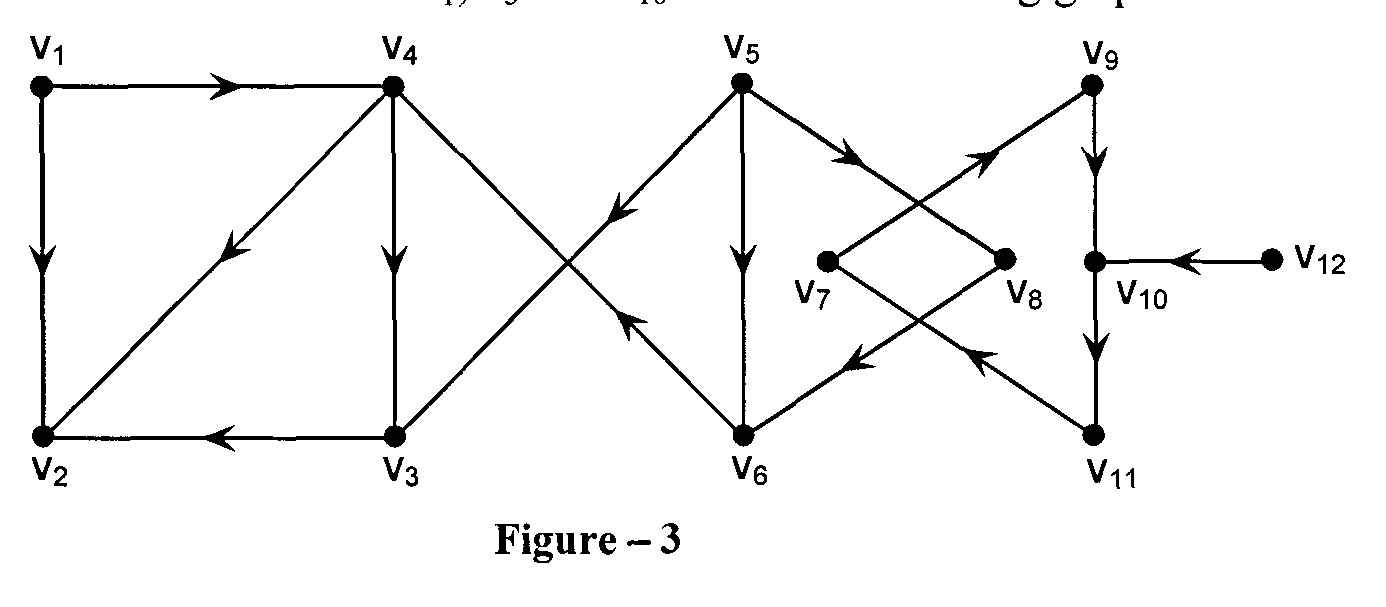 v1 v4 v5 v9
v7 v8 v10 v12
v2 v3 v6 v11
Figure – 3